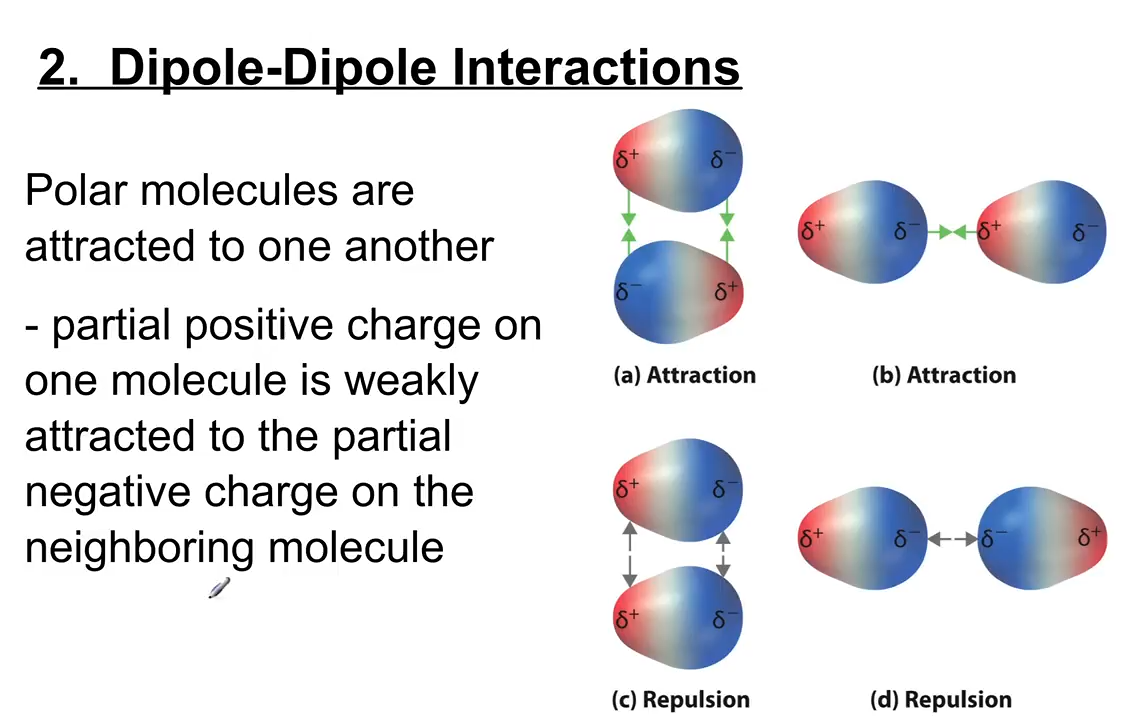 2. Dipole-Dipole Interactions
Polar molecules are
attracted to one another
- partial positive charge on
one molecule is weakly
attracted to the partial
negative charge on the
neighboring molecule
δ⁺ δ⁻
δ⁻ δ⁺
(a) Attraction
δ⁺ δ⁻ δ⁺ δ⁻
(b) Attraction
δ⁺ δ⁻
δ⁺ δ⁻
(c) Repulsion
δ⁺ δ⁻ δ⁻ δ⁺
(d) Repulsion